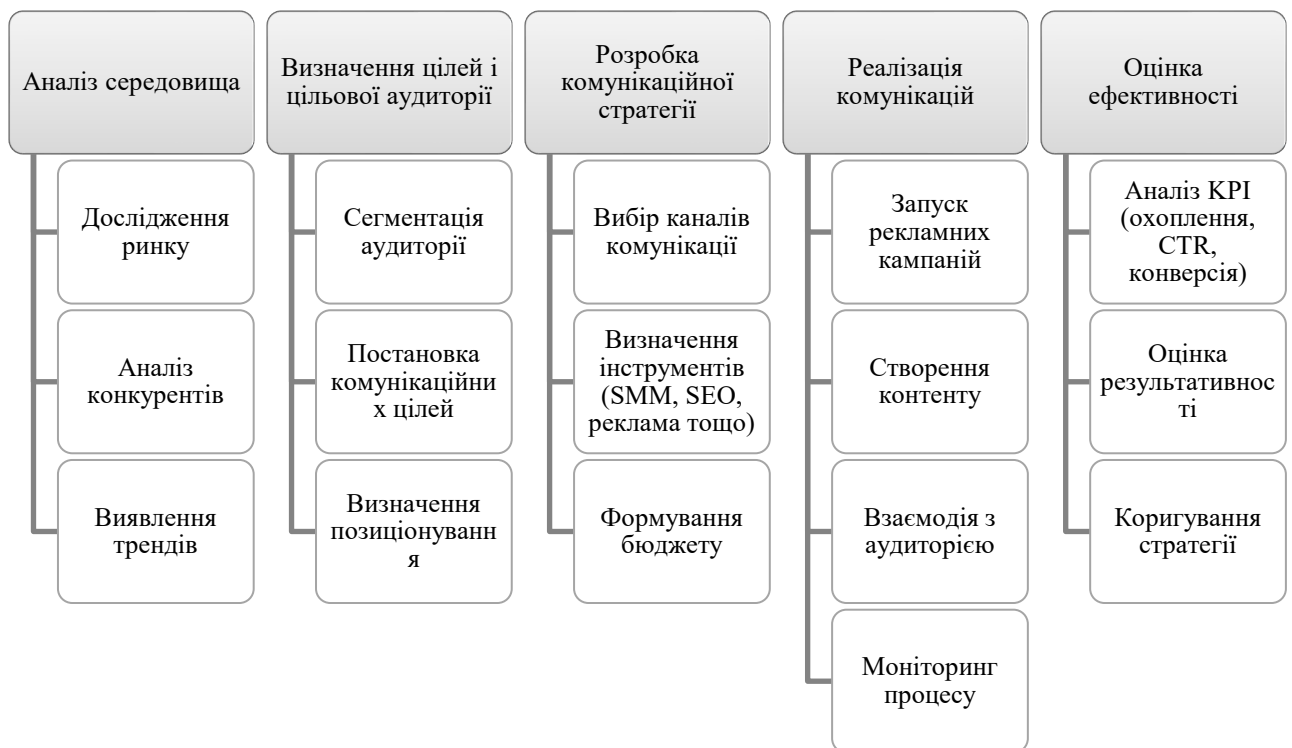 Аналіз середовища
Дослідження
ринку
Аналіз
конкурентів
Виявлення
трендів
Визначення цілей і
цільової аудиторії
Сегментація
аудиторії
Постановка
комунікаційни
х цілей
Визначення
позиціонуванн
я
Розробка
комунікаційної
стратегії
Вибір каналів
комунікації
Визначення
інструментів
(SMM, SEO,
реклама тощо)
Формування
бюджету
Реалізація
комунікацій
Запуск
рекламних
кампаній
Створення
контенту
Взаємодія з
аудиторією
Моніторинг
процесу
Оцінка
ефективності
Аналіз KPI
(охоплення,
CTR,
конверсія)
Оцінка
результативнос
ті
Коригування
стратегії